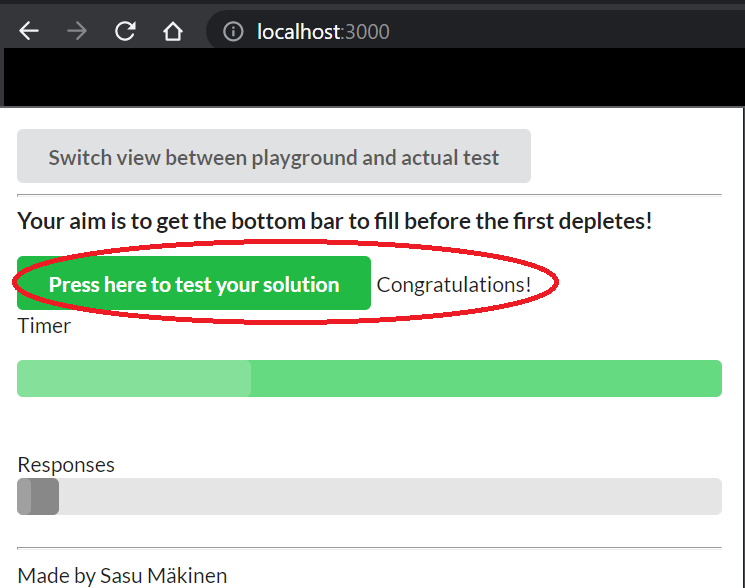 localhost:3000
Switch view between playground and actual test
Your aim is to get the bottom bar to fill before the first depletes!
Press here to test your solution Congratulations!
Timer
Responses
Made by Sasu Mäkinen